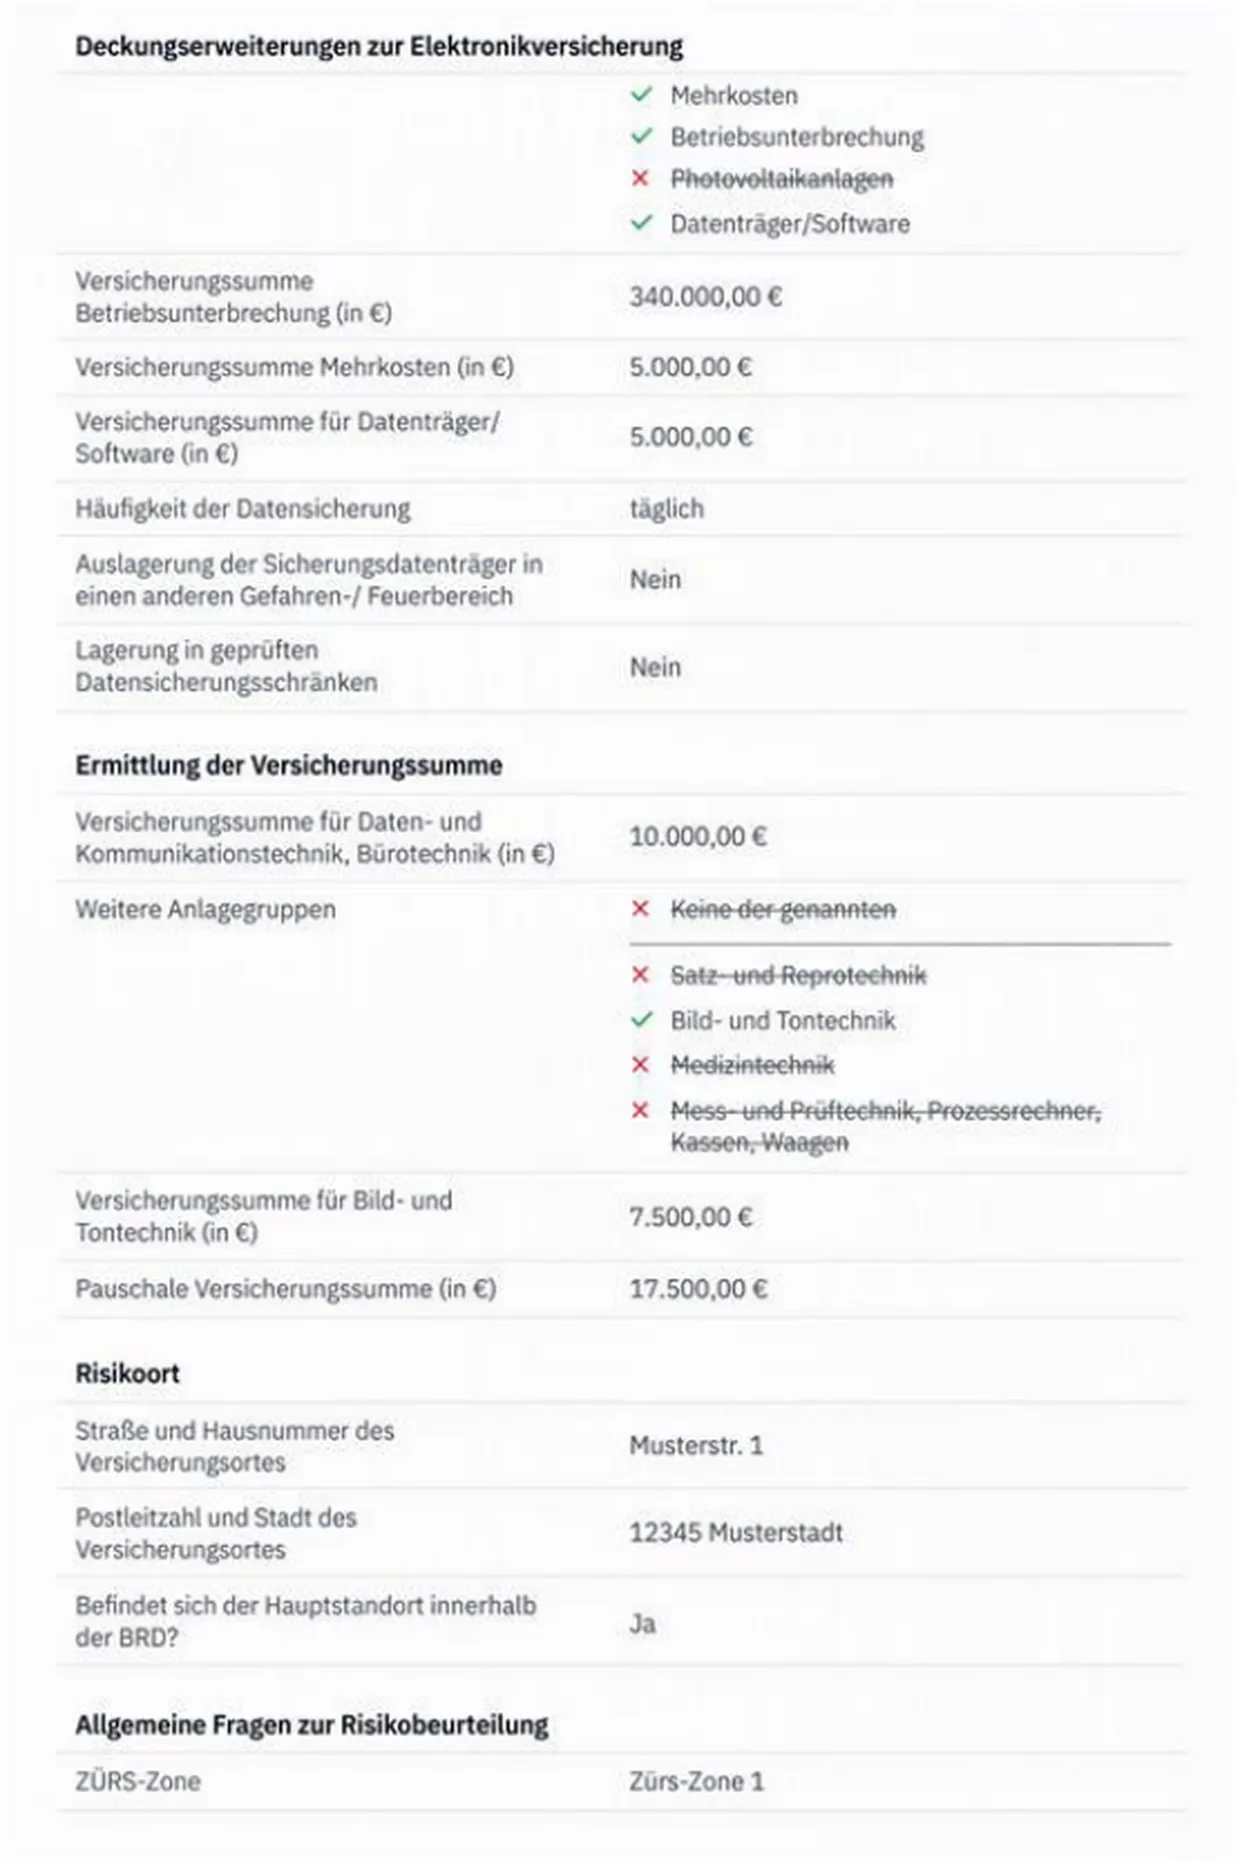 Deckungserweiterungen zur Elektronikversicherung
Mehrkosten
Betriebsunterbrechung
Photovoltaikanlagen
Datenträger/Software
Versicherungssumme
Betriebsunterbrechung (in €)
340.000,00 €
Versicherungssumme Mehrkosten (in €)
5.000,00 €
Versicherungssumme für Datenträger/
Software (in €)
5.000,00 €
Häufigkeit der Datensicherung
täglich
Auslagerung der Sicherungsdatenträger in
einen anderen Gefahren-/ Feuerbereich
Nein
Lagerung in geprüften
Datensicherungsschränken
Nein
Ermittlung der Versicherungssumme
Versicherungssumme für Daten- und
Kommunikationstechnik, Bürotechnik (in €)
10.000,00 €
Weitere Anlagegruppen
Keine der genannten
Satz- und Reprotechnik
Bild- und Tontechnik
Medizintechnik
Mess- und Prüftechnik, Prozessrechner,
Kassen, Waagen
Versicherungssumme für Bild- und
Tontechnik (in €)
7.500,00 €
Pauschale Versicherungssumme (in €)
17.500,00 €
Risikoort
Straße und Hausnummer des
Versicherungsortes
Musterstr. 1
Postleitzahl und Stadt des
Versicherungsortes
12345 Musterstadt
Befindet sich der Hauptstandort innerhalb
der BRD?
Ja
Allgemeine Fragen zur Risikobeurteilung
ZÜRS-Zone
Zürs-Zone 1